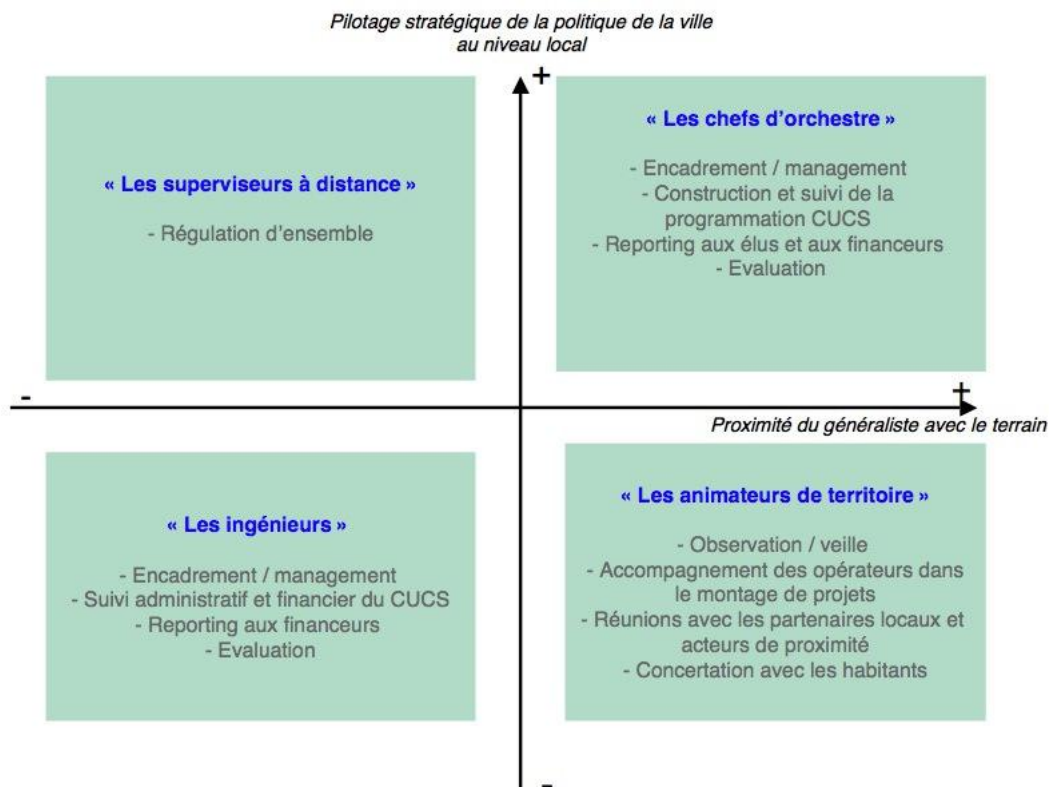 Pilotage stratégique de la politique de la ville
au niveau local
+
« Les superviseurs à distance »
- Régulation d'ensemble
« Les chefs d'orchestre »
- Encadrement / management
- Construction et suivi de la
programmation CUCS
- Reporting aux élus et aux financeurs
- Evaluation
-
+
Proximité du généraliste avec le terrain
« Les ingénieurs »
- Encadrement / management
- Suivi administratif et financier du CUCS
- Reporting aux financeurs
- Evaluation
« Les animateurs de territoire »
- Observation / veille
- Accompagnement des opérateurs dans
le montage de projets
- Réunions avec les partenaires locaux et
acteurs de proximité
- Concertation avec les habitants
-